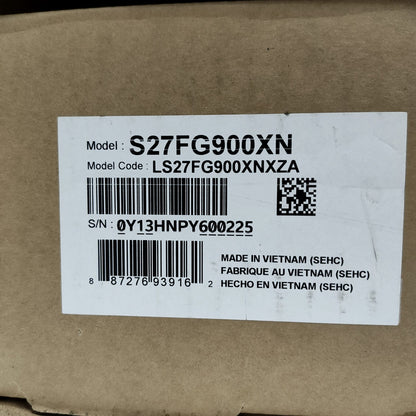 Model : S27FG900XN
Model Code : LS27FG900XNXZA
S/N : 0Y13HNPY600225
MADE IN VIETNAM (SEHC)
FABRIQUE AU VIETNAM (SEHC)
HECHO EN VIETNAM (SEHC)
8 87276 93916 2